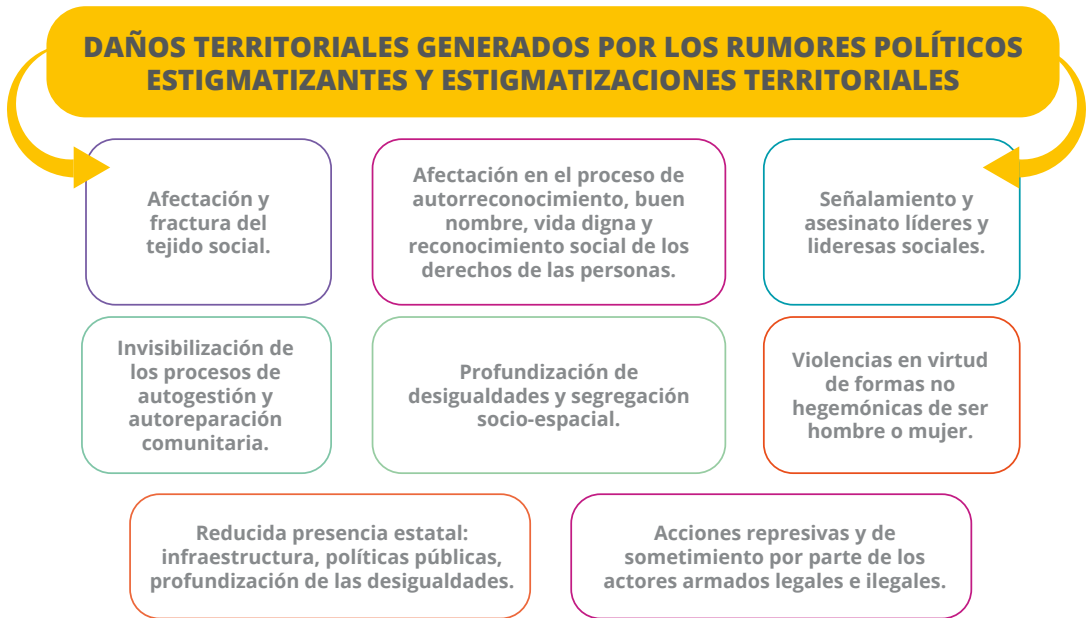 DAÑOS TERRITORIALES GENERADOS POR LOS RUMORES POLÍTICOS
ESTIGMATIZANTES Y ESTIGMATIZACIONES TERRITORIALES
Afectación y
fractura del
tejido social.
Afectación en el proceso de
autorreconocimiento, buen
nombre, vida digna y
reconocimiento social de los
derechos de las personas.
Señalamiento y
asesinato líderes y
lideresas sociales.
Invisibilización de
los procesos de
autogestión y
autoreparación
comunitaria.
Profundización de
desigualdades y segregación
socio-espacial.
Violencias en virtud
de formas no
hegemónicas de ser
hombre o mujer.
Reducida presencia estatal:
infraestructura, políticas públicas,
profundización de las desigualdades.
Acciones represivas y de
sometimiento por parte de los
actores armados legales e ilegales.